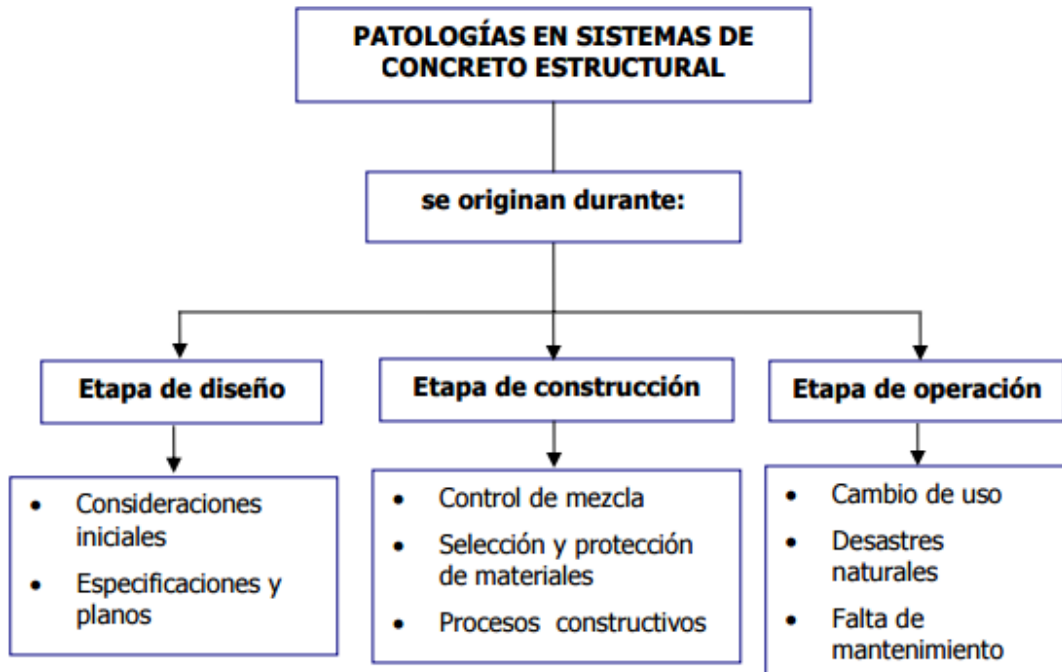 PATOLOGÍAS EN SISTEMAS DE
CONCRETO ESTRUCTURAL
se originan durante:
Etapa de diseño
• Consideraciones
iniciales
• Especificaciones y
planos
Etapa de construcción
• Control de mezcla
• Selección y protección
de materiales
• Procesos constructivos
Etapa de operación
• Cambio de uso
• Desastres
naturales
• Falta de
mantenimiento